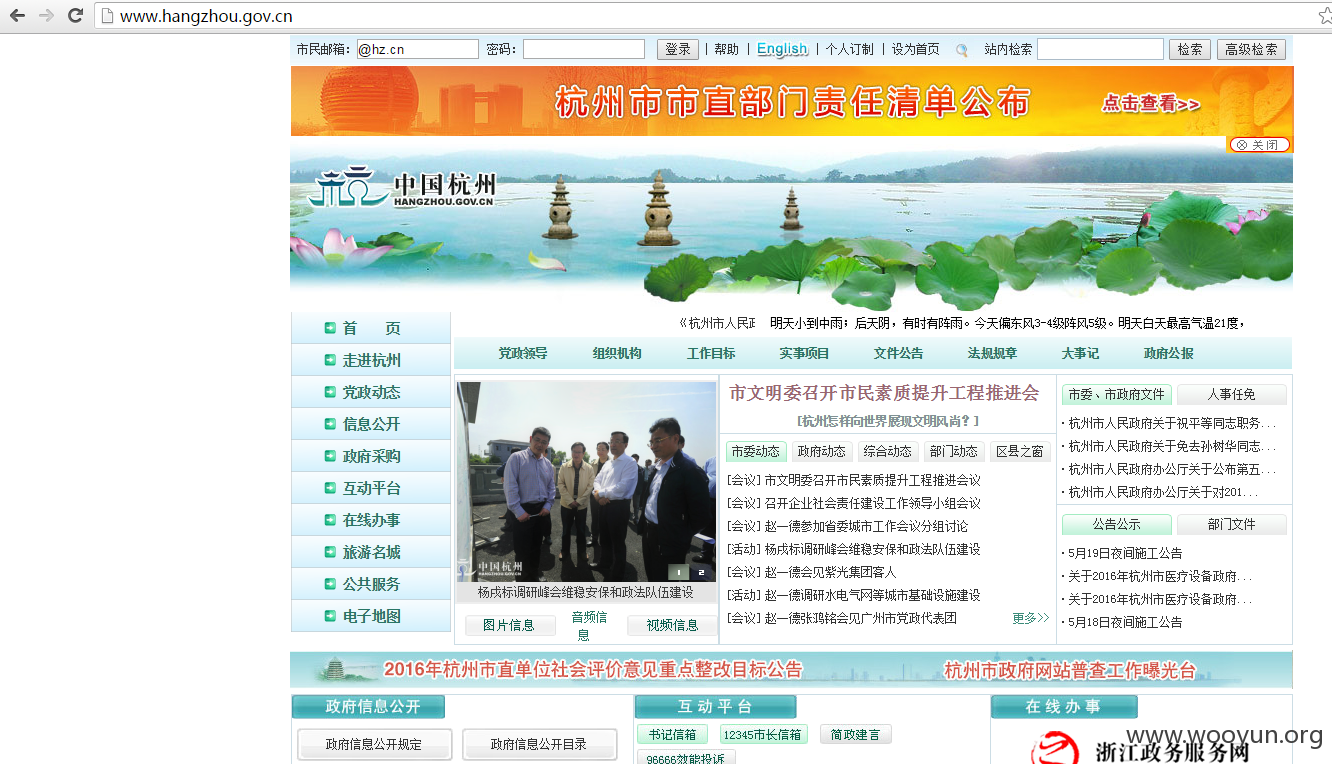 www.hangzhou.gov.cn
市民邮箱: @hz.cn 密码: 登录 | 帮助 | English | 个人订制 | 设为首页 站内检索 检索 高级检索
杭州市市直部门责任清单公布 点击查看>>
关闭
中国杭州
HANGZHOU.GOV.CN
《杭州市人民政 明天小到中雨；后天阴，有时有阵雨。今天偏东风3-4级阵风5级。明天白天最高气温21度，
首 页
走进杭州
党政动态
信息公开
政府采购
互动平台
在线办事
旅游名城
公共服务
电子地图
党政领导 组织机构 工作目标 实事项目 文件公告 法规规章 大事记 政府公报
中国杭州
HANGZHOU.GOV.CN
1 2
杨戌标调研峰会维稳安保和政法队伍建设
图片信息 音频信息 视频信息
市文明委召开市民素质提升工程推进会
[杭州怎样向世界展现文明风尚？]
市委动态 政府动态 综合动态 部门动态 区县之窗
[会议] 市文明委召开市民素质提升工程推进会议
[会议] 召开企业社会责任建设工作领导小组会议
[会议] 赵一德参加省委城市工作会议分组讨论
[活动] 杨戌标调研峰会维稳安保和政法队伍建设
[会议] 赵一德会见紫光集团客人
[活动] 赵一德调研水电气网等城市基础设施建设
[会议] 赵一德张鸿铭会见广州市党政代表团
更多>>
市委、市政府文件 人事任免
· 杭州市人民政府关于祝平等同志职务...
· 杭州市人民政府关于免去孙树华同志...
· 杭州市人民政府办公厅关于公布第五...
· 杭州市人民政府办公厅关于对201...
公告公示 部门文件
· 5月19日夜间施工公告
· 关于2016年杭州市医疗设备政府...
· 关于2016年杭州市医疗设备政府...
· 5月18日夜间施工公告
2016年杭州市直单位社会评价意见重点整改目标公告 杭州市政府网站普查工作曝光台
政府信息公开
政府信息公开规定 政府信息公开目录
互动平台
书记信箱 12345市长信箱 简政建言
96666效能投诉
在线办事
浙江政务服务网
www.wooyun.org